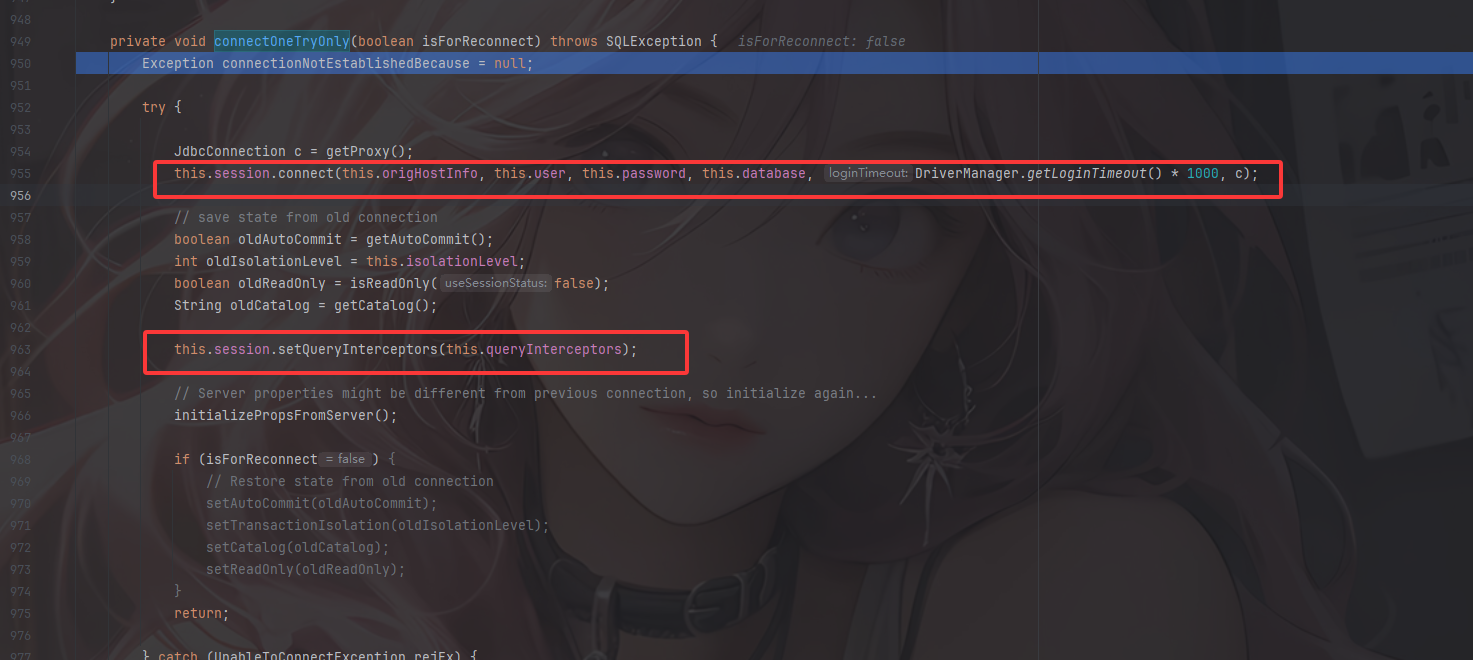 948
949 private void connectOneTryOnly(boolean isForReconnect) throws SQLException { isForReconnect: false
950 Exception connectionNotEstablishedBecause = null;
951
952 try {
953
954 JdbcConnection c = getProxy();
955 this.session.connect(this.origHostInfo, this.user, this.password, this.database, loginTimeout: DriverManager.getLoginTimeout() * 1000, c);
956
957 // save state from old connection
958 boolean oldAutoCommit = getAutoCommit();
959 int oldIsolationLevel = this.isolationLevel;
960 boolean oldReadOnly = isReadOnly( useSessionStatus: false);
961 String oldCatalog = getCatalog();
962
963 this.session.setQueryInterceptors(this.queryInterceptors);
964
965 // Server properties might be different from previous connection, so initialize again...
966 initializePropsFromServer();
967
968 if (isForReconnect = false ) {
969 // Restore state from old connection
970 setAutoCommit(oldAutoCommit);
971 setTransactionIsolation(oldIsolationLevel);
972 setCatalog(oldCatalog);
973 setReadOnly(oldReadOnly);
974 }
975 return;
976
977 } catch (UnableToConnectException rejEx) {